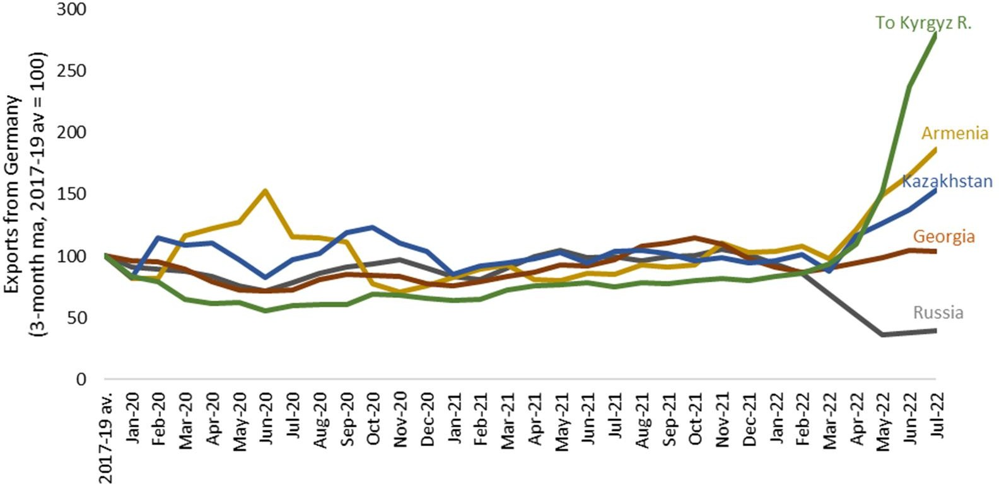 Exports from Germany
(3-month ma, 2017-19 av = 100)
300
250
200
150
100
50
0
To Kyrgyz R.
Armenia
Kazakhstan
Georgia
Russia
2017-19 av.
Jan-20
Feb-20
Mar-20
Apr-20
May-20
Jun-20
Jul-20
Aug-20
Sep-20
Oct-20
Nov-20
Dec-20
Jan-21
Feb-21
Mar-21
Apr-21
May-21
Jun-21
Jul-21
Aug-21
Sep-21
Oct-21
Nov-21
Dec-21
Jan-22
Feb-22
Mar-22
Apr-22
May-22
Jun-22
Jul-22